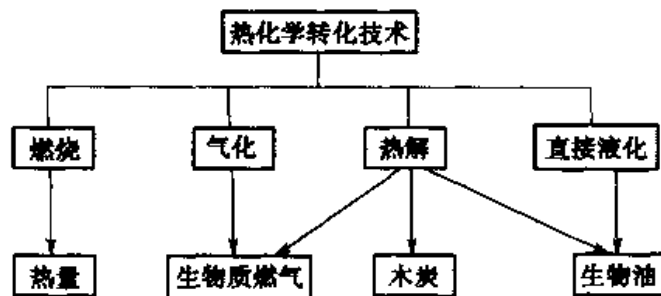 热化学转化技术
燃烧 气化 热解 直接液化
热量 生物质燃气 木炭 生物油